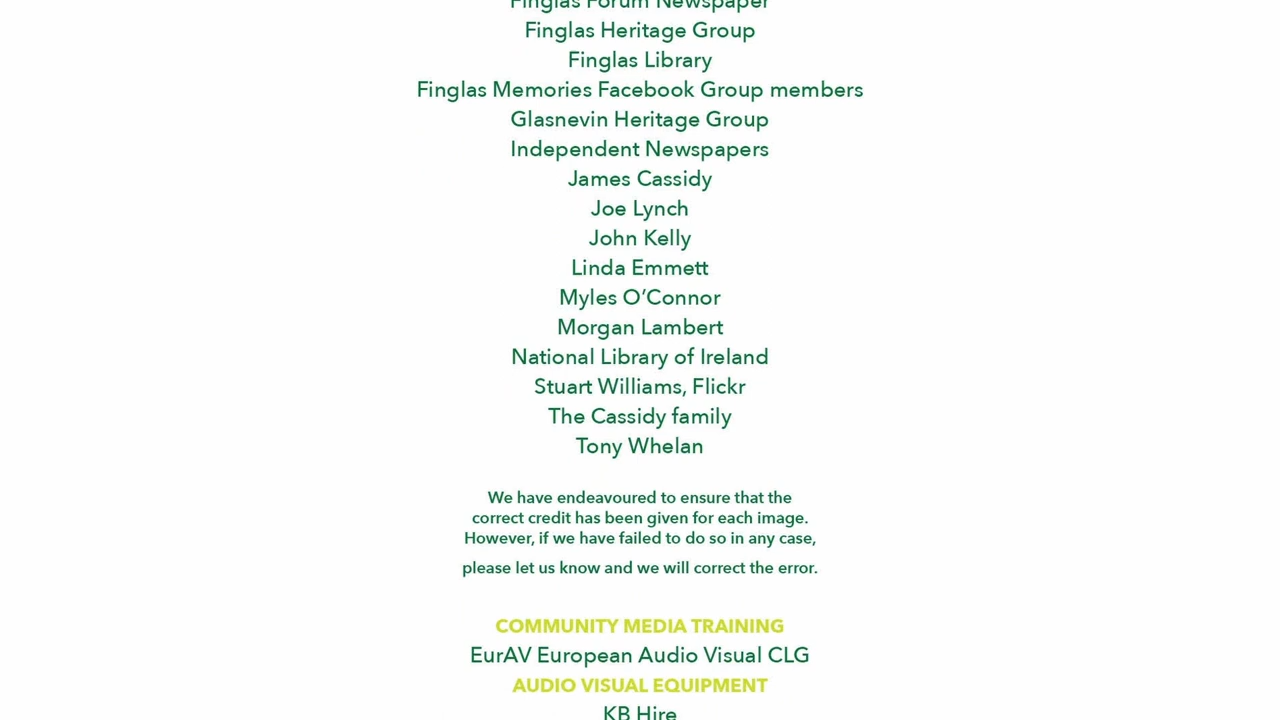 Finglas Forum Newspaper
Finglas Heritage Group
Finglas Library
Finglas Memories Facebook Group members
Glasnevin Heritage Group
Independent Newspapers
James Cassidy
Joe Lynch
John Kelly
Linda Emmett
Myles O’Connor
Morgan Lambert
National Library of Ireland
Stuart Williams, Flickr
The Cassidy family
Tony Whelan
We have endeavoured to ensure that the
correct credit has been given for each image.
However, if we have failed to do so in any case,
please let us know and we will correct the error.
COMMUNITY MEDIA TRAINING
EurAV European Audio Visual CLG
AUDIO VISUAL EQUIPMENT
KB Hire